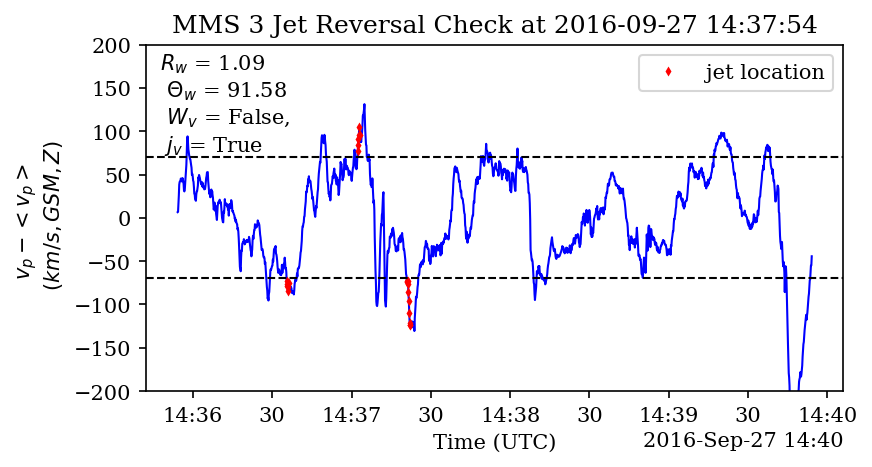 MMS 3 Jet Reversal Check at 2016-09-27 14:37:54
200
150
100
50
0
−50
−100
−150
−200
v_p − < v_p >
(km/s, GSM, Z)
R_w = 1.09
Θ_w = 91.58
W_v = False,
j_v = True
jet location
14:36 30 14:37 30 14:38 30 14:39 30 14:40
Time (UTC)
2016-Sep-27 14:40